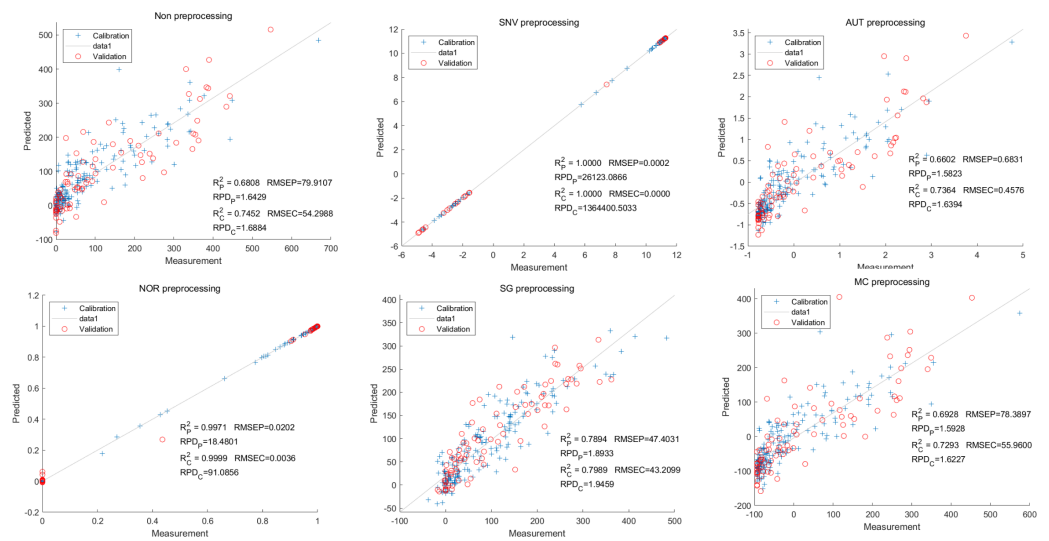 Non preprocessing
Calibration
data1
Validation
500
400
300
200
100
0
-100
Predicted
0 100 200 300 400 500 600 700
Measurement
R²P = 0.6808 RMSEP=79.9107
RPDP=1.6429
R²C = 0.7452 RMSEC=54.2988
RPDC=1.6884
SNV preprocessing
Calibration
data1
Validation
12
10
8
6
4
2
0
-2
-4
-6
Predicted
-6 -4 -2 0 2 4 6 8 10 12
Measurement
R²P = 1.0000 RMSEP=0.0002
RPDP=26123.0866
R²C = 1.0000 RMSEC=0.0000
RPDC=1364400.5033
AUT preprocessing
Calibration
data1
Validation
3.5
3
2.5
2
1.5
1
0.5
0
-0.5
-1
-1.5
Predicted
-1 0 1 2 3 4 5
Measurement
R²P = 0.6602 RMSEP=0.6831
RPDP=1.5823
R²C = 0.7364 RMSEC=0.4576
RPDC=1.6394
NOR preprocessing
Calibration
data1
Validation
1.2
1
0.8
0.6
0.4
0.2
0
-0.2
Predicted
0 0.2 0.4 0.6 0.8 1
Measurement
R²P = 0.9971 RMSEP=0.0202
RPDP=18.4801
R²C = 0.9999 RMSEC=0.0036
RPDC=91.0856
SG preprocessing
Calibration
data1
Validation
400
350
300
250
200
150
100
50
0
-50
Predicted
-100 0 100 200 300 400 500
Measurement
R²P = 0.7894 RMSEP=47.4031
RPDP=1.8933
R²C = 0.7989 RMSEC=43.2099
RPDC=1.9459
MC preprocessing
Calibration
data1
Validation
400
300
200
100
0
-100
-200
Predicted
-100 0 100 200 300 400 500 600
Measurement
R²P = 0.6928 RMSEP=78.3897
RPDP=1.5928
R²C = 0.7293 RMSEC=55.9600
RPDC=1.6227